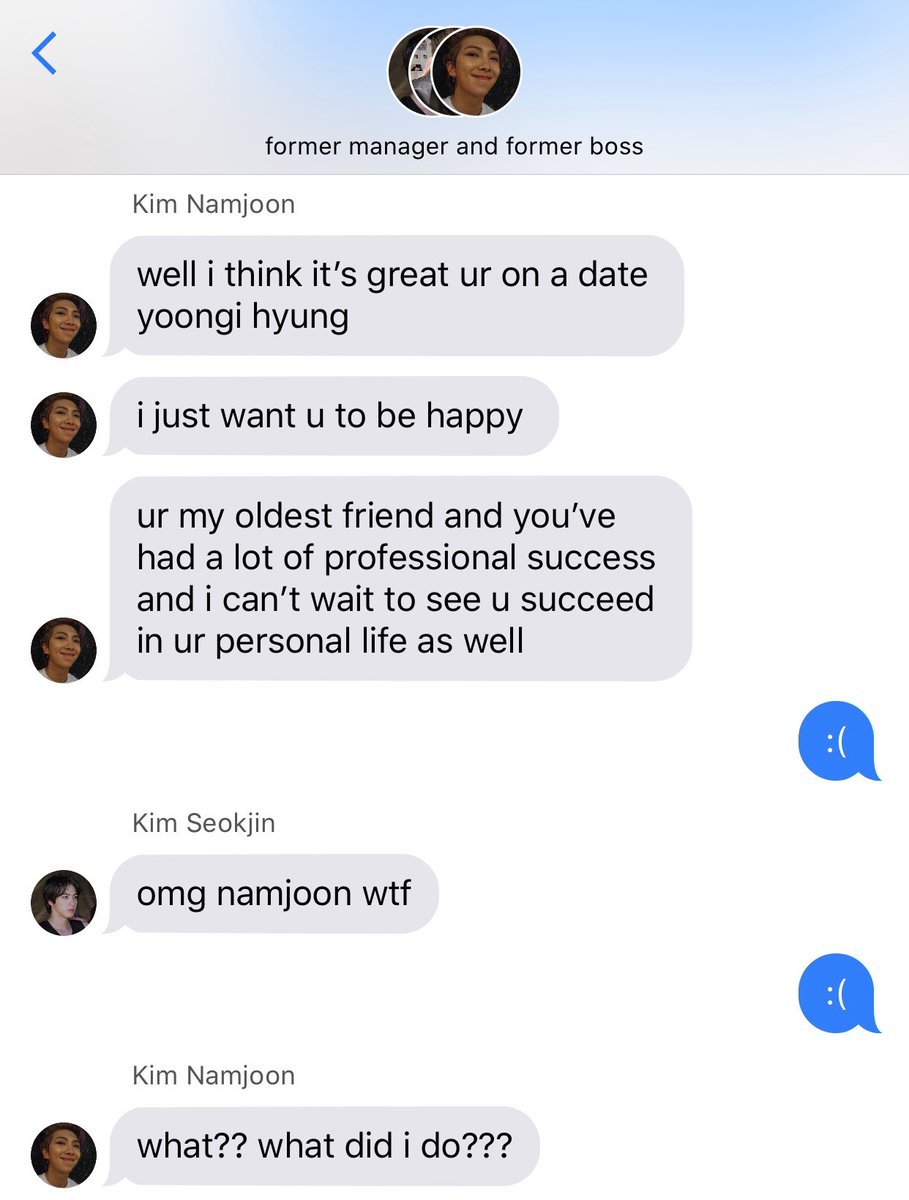 former manager and former boss
Kim Namjoon
well i think it’s great ur on a date
yoongi hyung
i just want u to be happy
ur my oldest friend and you’ve
had a lot of professional success
and i can’t wait to see u succeed
in ur personal life as well
:(
Kim Seokjin
omg namjoon wtf
:(
Kim Namjoon
what?? what did i do???